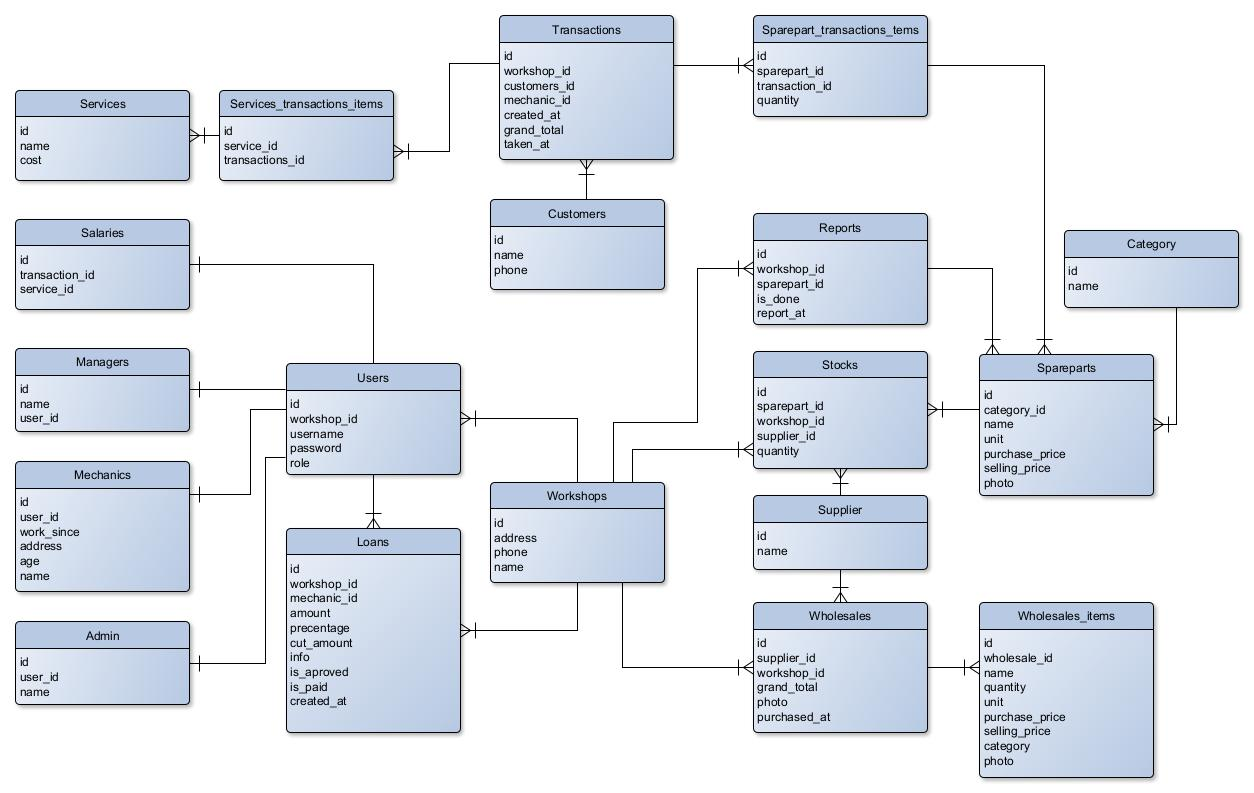 Transactions
id
workshop_id
customers_id
mechanic_id
created_at
grand_total
taken_at
Sparepart_transactions_tems
id
sparepart_id
transaction_id
quantity
Services
id
name
cost
Services_transactions_items
id
service_id
transactions_id
Customers
id
name
phone
Salaries
id
transaction_id
service_id
Reports
id
workshop_id
sparepart_id
is_done
report_at
Category
id
name
Managers
id
name
user_id
Users
id
workshop_id
username
password
role
Stocks
id
sparepart_id
workshop_id
supplier_id
quantity
Spareparts
id
category_id
name
unit
purchase_price
selling_price
photo
Mechanics
id
user_id
work_since
address
age
name
Workshops
id
address
phone
name
Supplier
id
name
Loans
id
workshop_id
mechanic_id
amount
precentage
cut_amount
info
is_aproved
is_paid
created_at
Admin
id
user_id
name
Wholesales
id
supplier_id
workshop_id
grand_total
photo
purchased_at
Wholesales_items
id
wholesale_id
name
quantity
unit
purchase_price
selling_price
category
photo